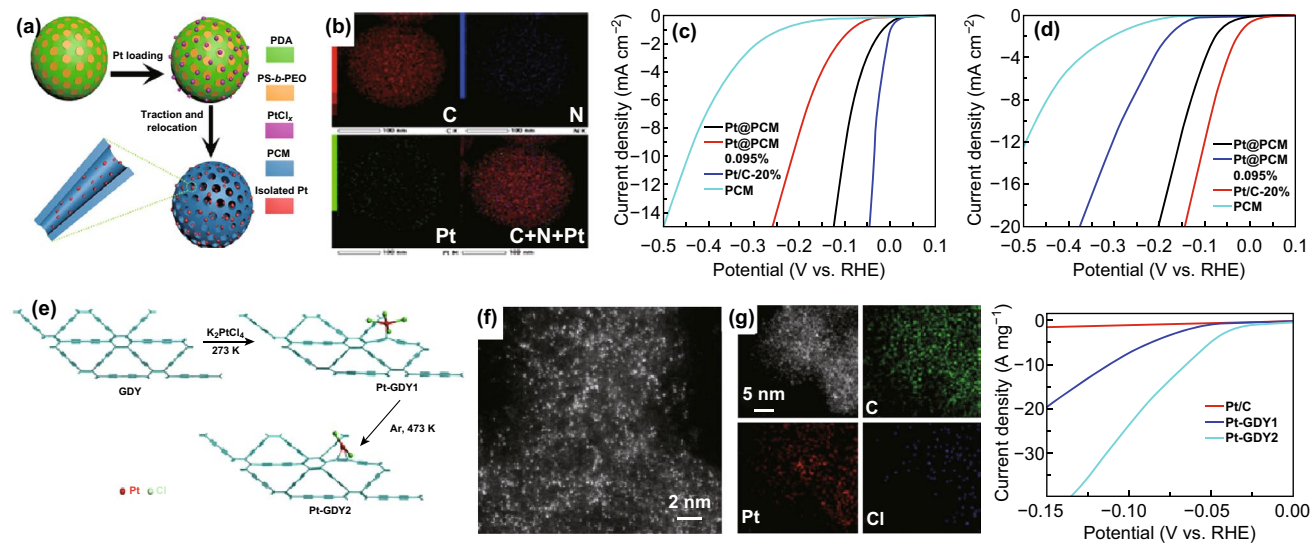 (a)
Pt loading
Traction and
relocation
PDA
PS-b-PEO
PtClx
PCM
Isolated Pt
(b)
C
N
Pt
C+N+Pt
(c)
Current density (mA cm−2)
0
−2
−4
−6
−8
−10
−12
−14
Pt@PCM
Pt@PCM
0.095%
Pt/C-20%
PCM
−0.5 −0.4 −0.3 −0.2 −0.1 0.0 0.1
Potential (V vs. RHE)
(d)
Current density (mA cm−2)
0
−4
−8
−12
−16
−20
Pt@PCM
Pt@PCM
0.095%
Pt/C-20%
PCM
−0.5 −0.4 −0.3 −0.2 −0.1 0.0 0.1
Potential (V vs. RHE)
(e)
GDY
K2PtCl4
273 K
Pt-GDY1
Ar, 473 K
Pt-GDY2
Pt Cl
(f)
2 nm
(g)
5 nm
C
Pt
Cl
Current density (A mg−1)
0
−10
−20
−30
Pt/C
Pt-GDY1
Pt-GDY2
−0.15 −0.10 −0.05 0.00
Potential (V vs. RHE)